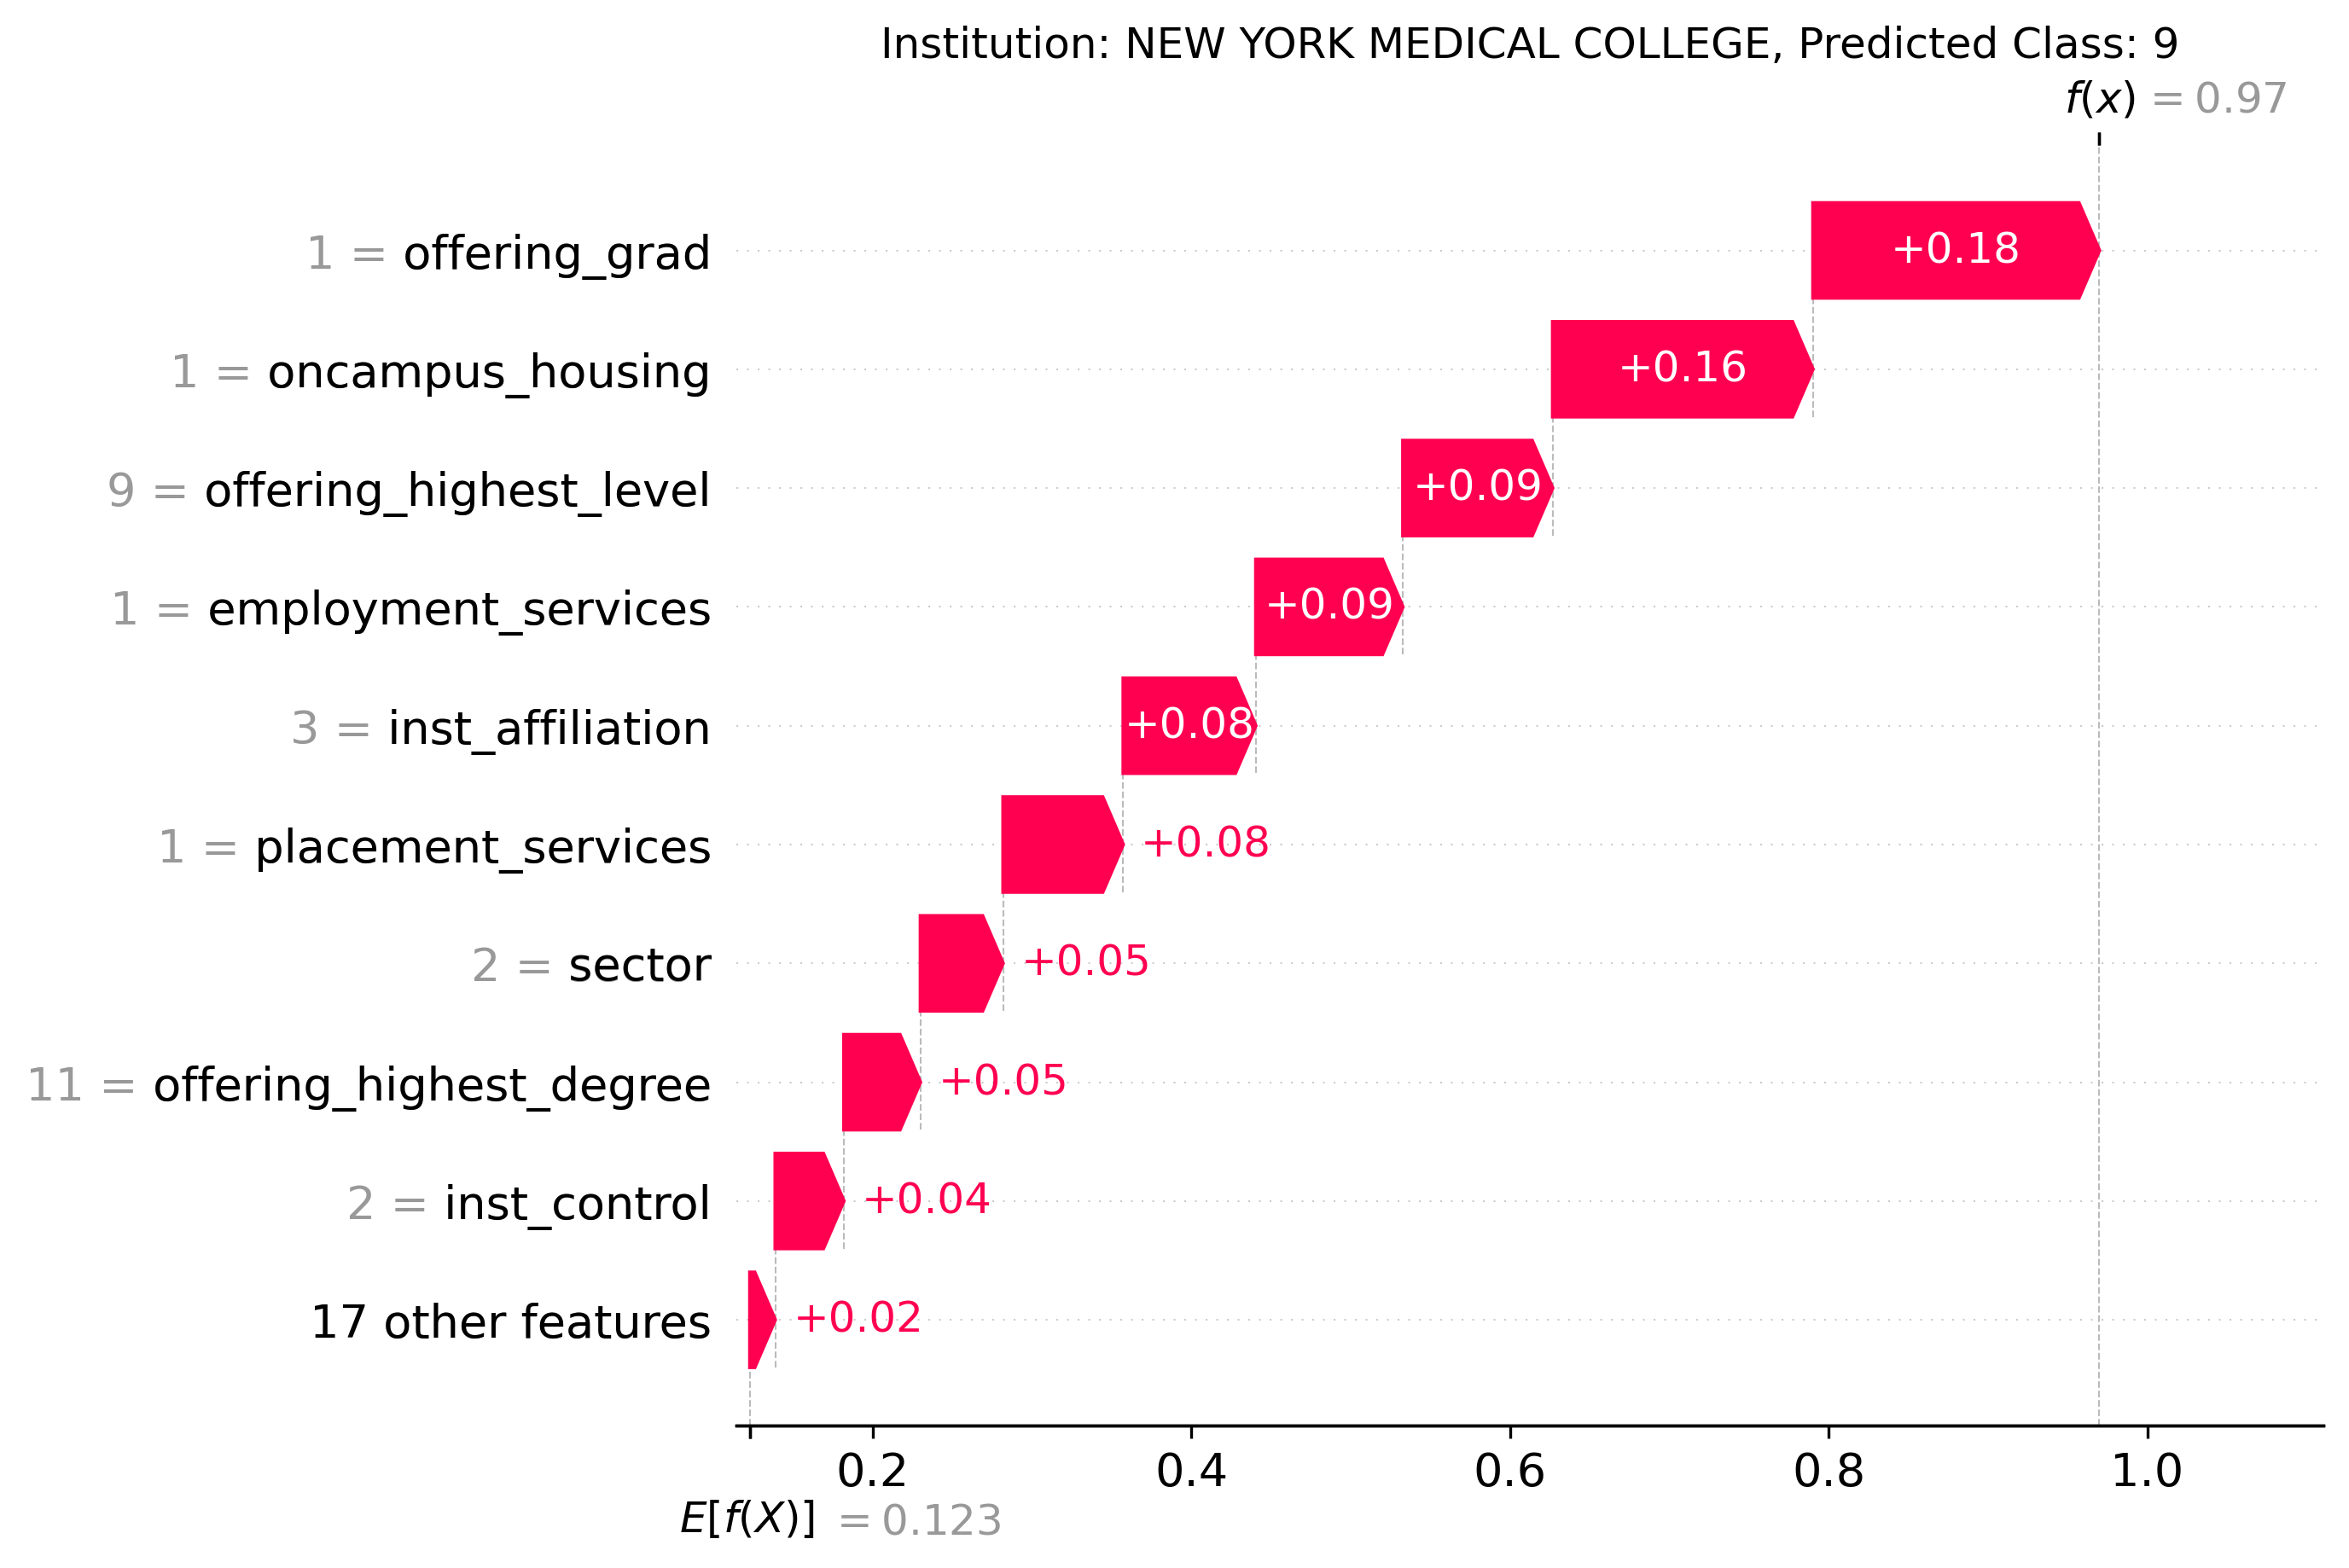 Institution: NEW YORK MEDICAL COLLEGE, Predicted Class: 9
f(x) = 0.97
1 = offering_grad +0.18
1 = oncampus_housing +0.16
9 = offering_highest_level +0.09
1 = employment_services +0.09
3 = inst_affiliation +0.08
1 = placement_services +0.08
2 = sector +0.05
11 = offering_highest_degree +0.05
2 = inst_control +0.04
17 other features +0.02
0.2 0.4 0.6 0.8 1.0
E[f(X)] = 0.123